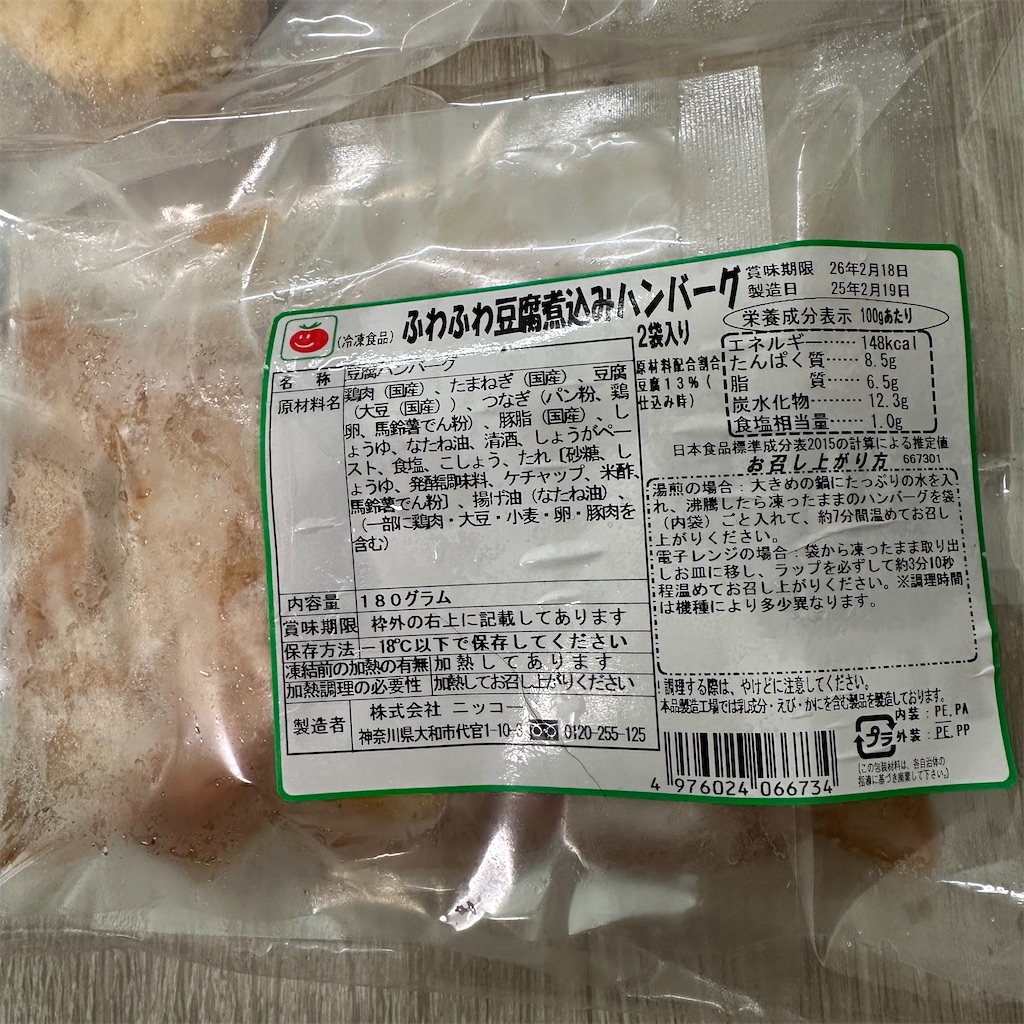 賞味期限 26年2月18日
製造日 25年2月19日
(冷凍食品) ふわふわ豆腐煮込みハンバーグ
2袋入り
名称 豆腐ハンバーグ
原材料名 鶏肉(国産)、たまねぎ(国産)、豆腐
(大豆(国産))、つなぎ(パン粉、鶏
卵、馬鈴薯でん粉)、豚脂(国産)、し
ょうゆ、なたね油、清酒、しょうがペー
スト、食塩、こしょう、たれ〔砂糖、し
ょうゆ、発酵調味料、ケチャップ、米酢、
馬鈴薯でん粉〕、揚げ油(なたね油)、
(一部に鶏肉・大豆・小麦・卵・豚肉を
含む)
内容量 180グラム
賞味期限 枠外の右上に記載してあります
保存方法 −18℃以下で保存してください
凍結前の加熱の有無 加熱してあります
加熱調理の必要性 加熱してお召し上がりください
製造者 株式会社 ニッコー
神奈川県大和市代官1-10-3 0120-255-125
原材料配合割合
豆腐13%(
仕込み時)
栄養成分表示 100gあたり
エネルギー…… 148kcal
たんぱく質…… 8.5g
脂質…… 6.5g
炭水化物……… 12.3g
食塩相当量…… 1.0g
日本食品標準成分表2015の計算による推定値
お召し上がり方 667301
湯煎の場合:大きめの鍋にたっぷりの水を入
れ、沸騰したら凍ったままのハンバーグを袋
(内袋)ごと入れて、約7分間温めてお召し
上がりください。
電子レンジの場合:袋から凍ったまま取り出
しお皿に移し、ラップを必ずして約3分10秒
程温めてお召し上がりください。※調理時間
は機種により多少異なります。
調理する際は、やけどに注意してください。
本品製造工場では乳成分・えび・かにを含む製品を製造しております。
プラ
内装:PE,PA
外装:PE,PP
(この包装材料は、各自治体の
指導に基づき廃棄して下さい。)
4 976024 066734